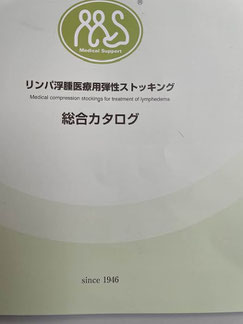 MS
®
Medical Support
リンパ浮腫医療用弾性ストッキング
Medical compression stockings for treatment of lymphedema
総合カタログ
since 1946